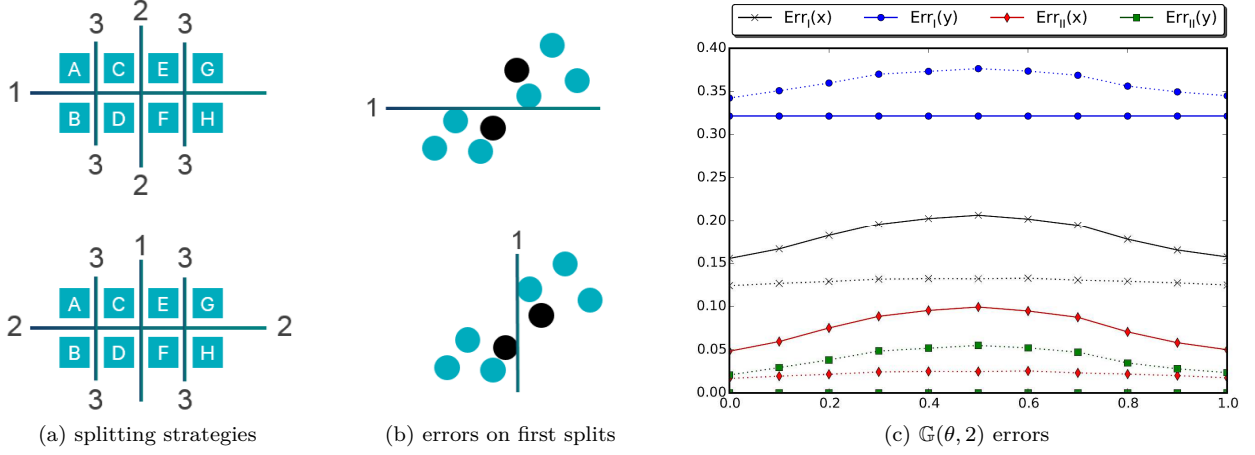 2
3 3
A C E G
1
B D F H
3 3
2
1
3 3
A C E G
2 2
B D F H
3 3
(a) splitting strategies
1
1
(b) errors on first splits
Err_I(x) Err_I(y) Err_II(x) Err_II(y)
0.40
0.35
0.30
0.25
0.20
0.15
0.10
0.05
0.00
0.0 0.2 0.4 0.6 0.8 1.0
(c) 𝔾(θ, 2) errors